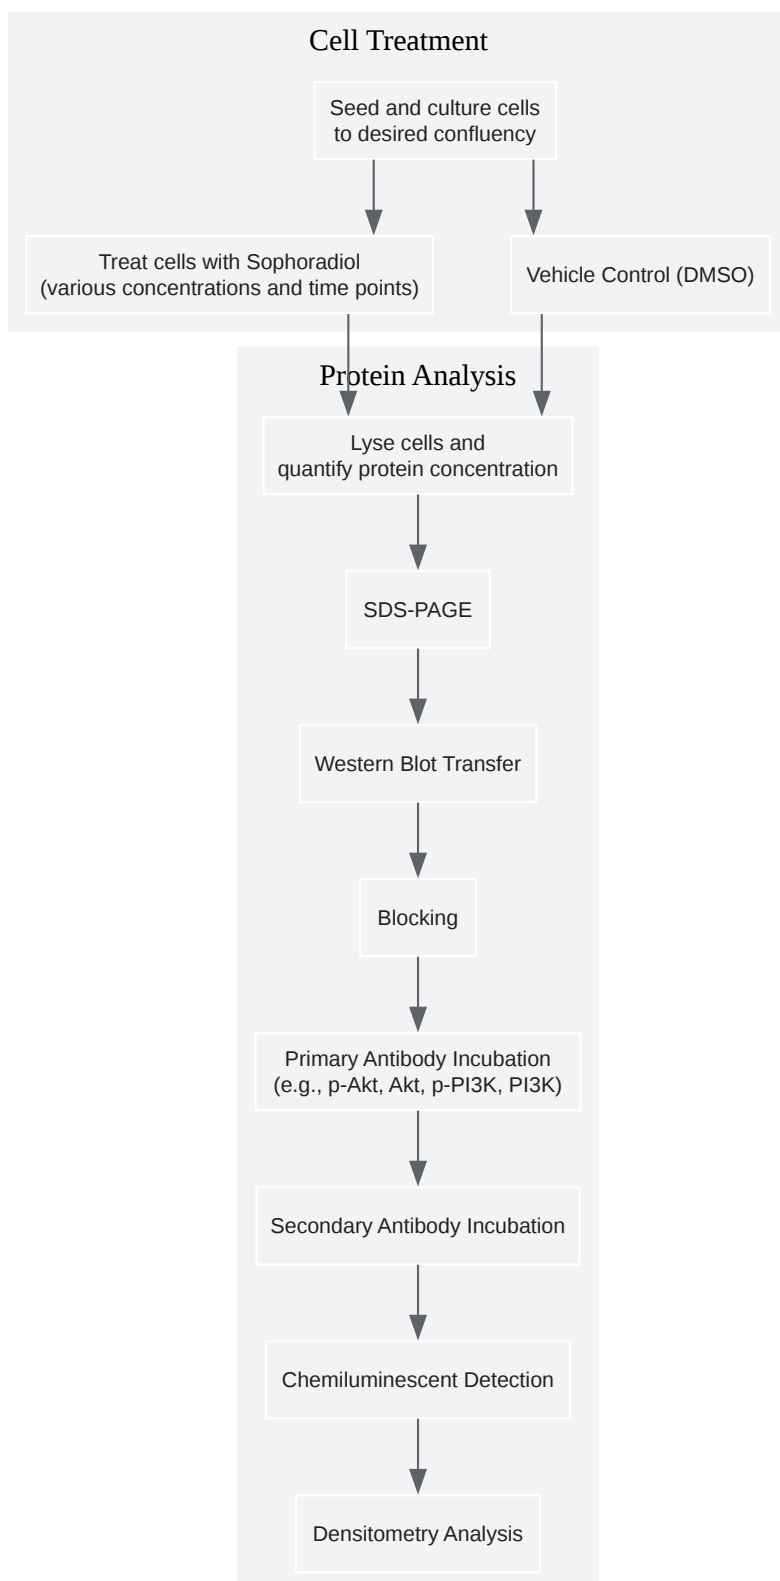 Cell Treatment
Seed and culture cells
to desired confluency
Treat cells with Sophoradiol
(various concentrations and time points)
Vehicle Control (DMSO)
Protein Analysis
Lyse cells and
quantify protein concentration
SDS-PAGE
Western Blot Transfer
Blocking
Primary Antibody Incubation
(e.g., p-Akt, Akt, p-PI3K, PI3K)
Secondary Antibody Incubation
Chemiluminescent Detection
Densitometry Analysis